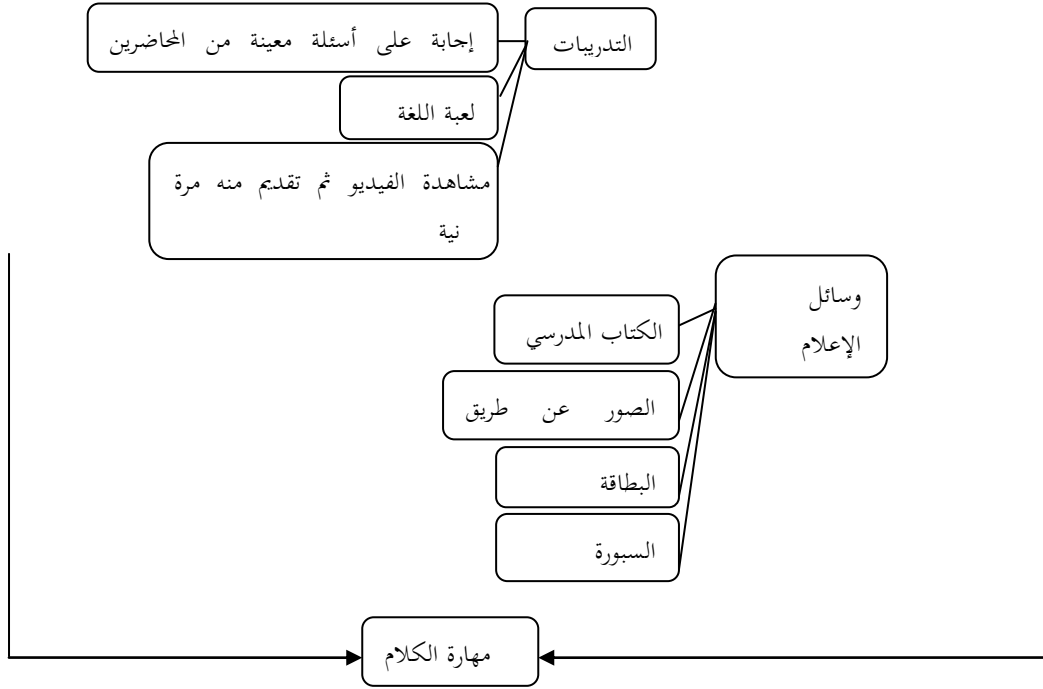 التدريبات
إجابة على أسئلة معينة من المحاضرين
لعبة اللغة
مشاهدة الفيديو ثم تقديم منه مرة
نية
وسائل
الإعلام
الكتاب المدرسي
الصور عن طريق
البطاقة
السبورة
مهارة الكلام